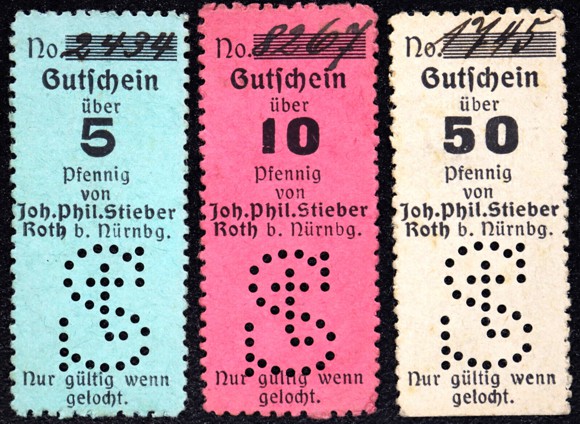 No. 2434
Gutschein
über
5
Pfennig
von
Joh. Phil. Stieber
Roth b. Nürnbg.
Nur gültig wenn
gelocht.
No. 8267
Gutschein
über
10
Pfennig
von
Joh. Phil. Stieber
Roth b. Nürnbg.
Nur gültig wenn
gelocht.
No. 1745
Gutschein
über
50
Pfennig
von
Joh. Phil. Stieber
Roth b. Nürnbg.
Nur gültig wenn
gelocht.